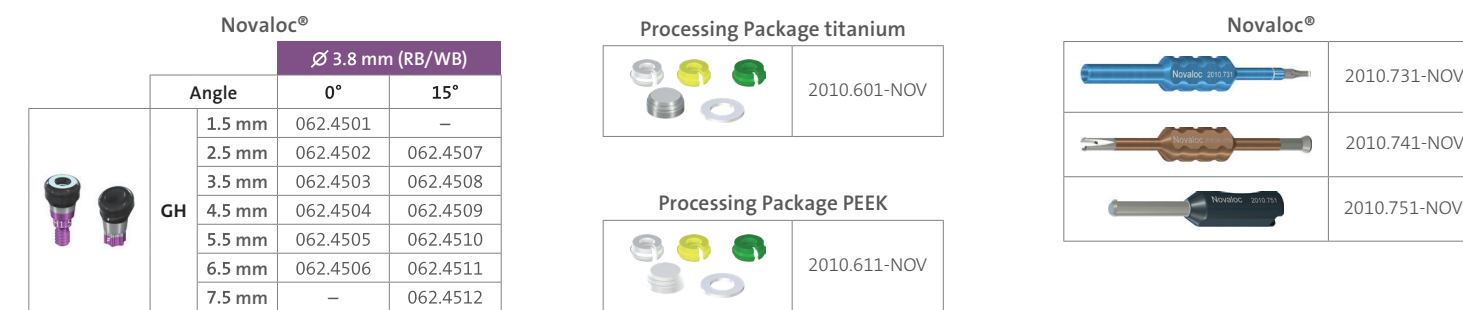 Novaloc®
Ø 3.8 mm (RB/WB)
Angle 0° 15°
GH
1.5 mm 062.4501 –
2.5 mm 062.4502 062.4507
3.5 mm 062.4503 062.4508
4.5 mm 062.4504 062.4509
5.5 mm 062.4505 062.4510
6.5 mm 062.4506 062.4511
7.5 mm – 062.4512
Processing Package titanium
2010.601-NOV
Processing Package PEEK
2010.611-NOV
Novaloc®
Novaloc 2010.731
2010.731-NOV
Novaloc
2010.741-NOV
Novaloc 2010.751
2010.751-NOV